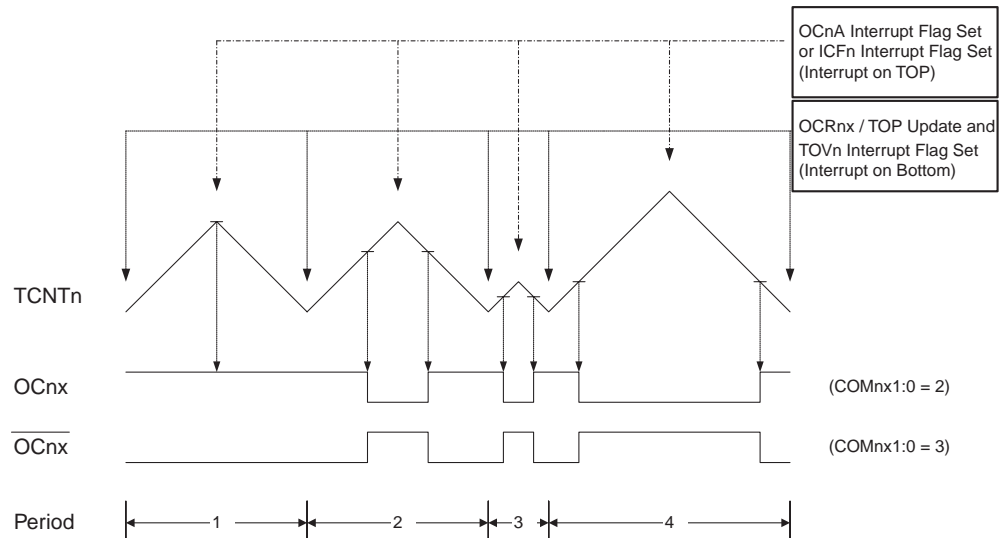 OCnA Interrupt Flag Set
or ICFn Interrupt Flag Set
(Interrupt on TOP)
OCRnx / TOP Update and
TOVn Interrupt Flag Set
(Interrupt on Bottom)
TCNTn
OCnx
(COMnx1:0 = 2)
OCnx
(COMnx1:0 = 3)
Period
1
2
3
4